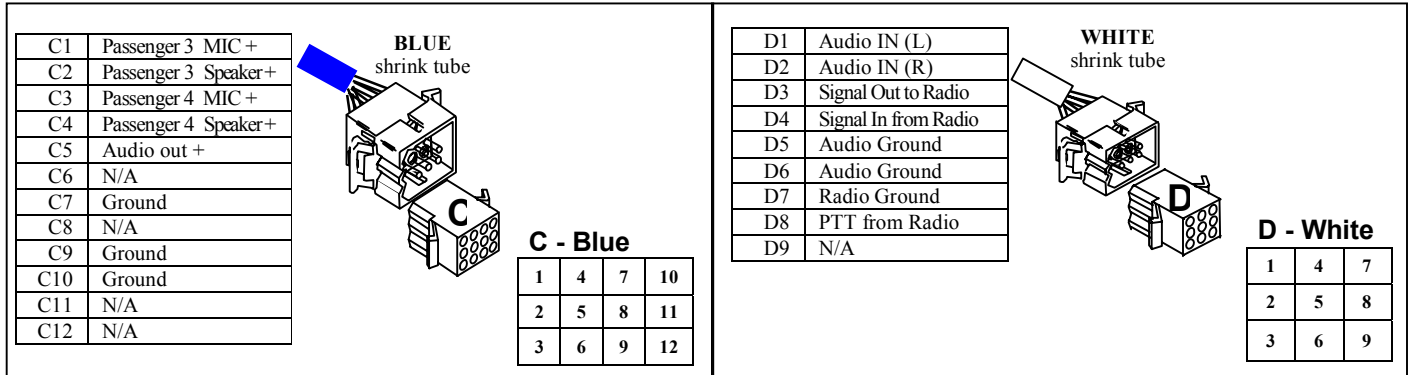 C1 Passenger 3 MIC +
C2 Passenger 3 Speaker+
C3 Passenger 4 MIC +
C4 Passenger 4 Speaker+
C5 Audio out +
C6 N/A
C7 Ground
C8 N/A
C9 Ground
C10 Ground
C11 N/A
C12 N/A
BLUE
shrink tube
C
C - Blue
1 4 7 10
2 5 8 11
3 6 9 12
D1 Audio IN (L)
D2 Audio IN (R)
D3 Signal Out to Radio
D4 Signal In from Radio
D5 Audio Ground
D6 Audio Ground
D7 Radio Ground
D8 PTT from Radio
D9 N/A
WHITE
shrink tube
D
D - White
1 4 7
2 5 8
3 6 9